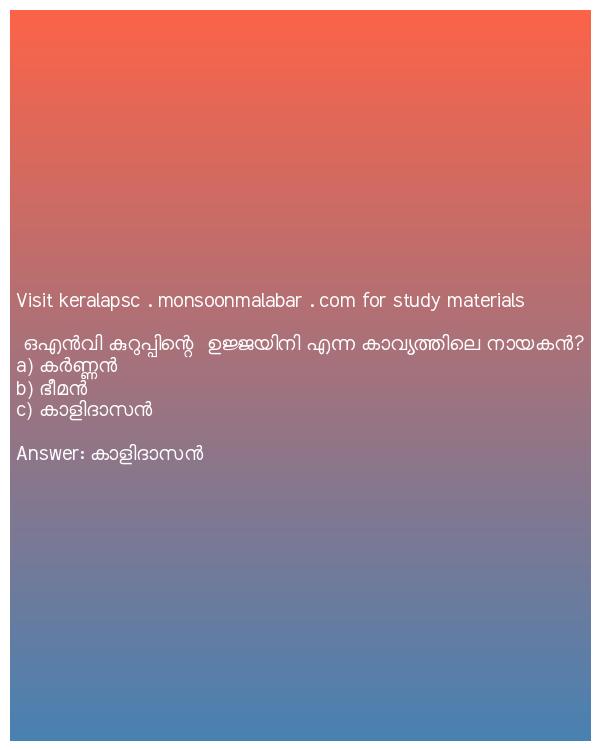 Visit keralapsc . monsoonmalabar . com for study materials
ഒഎൻവി കുറുപ്പിന്റെ ഉജ്ജയിനി എന്ന കാവ്യത്തിലെ നായകൻ?
a) കർണ്ണൻ
b) ഭീമൻ
c) കാളിദാസൻ
Answer: കാളിദാസൻ